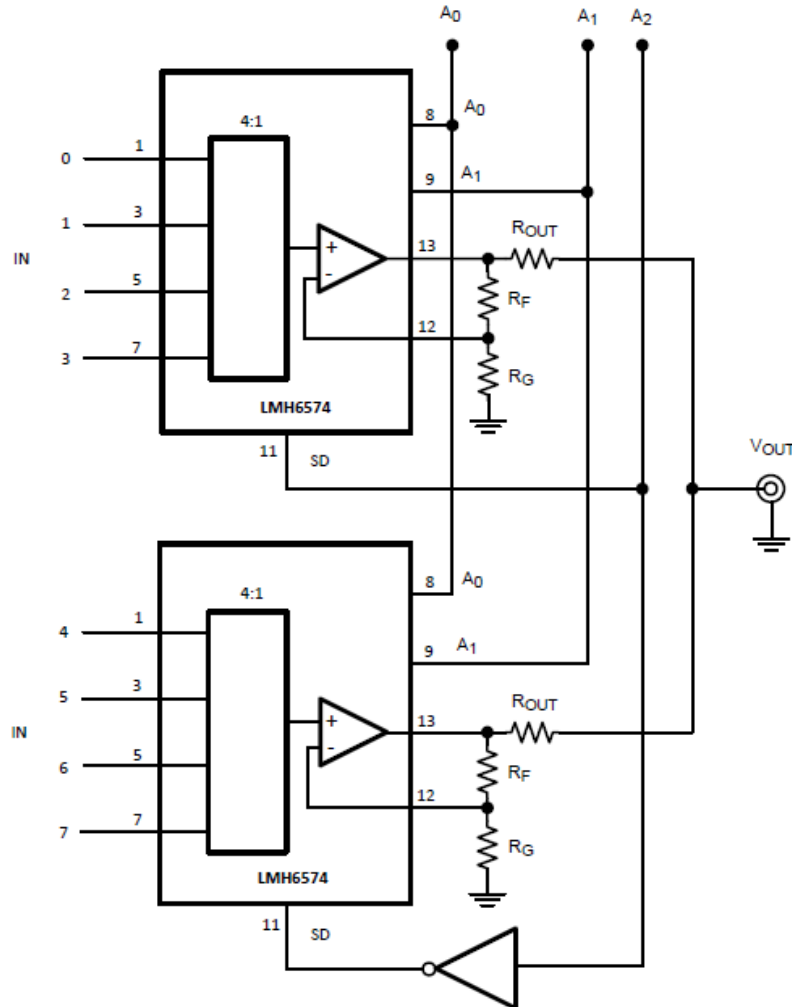 A0 A1 A2
8 A0
4:1
0 1
9 A1
1 3
ROUT
+
13
IN
-
2 5
RF
12
3 7
RG
LMH6574
11 SD
VOUT
8 A0
4:1
4 1
9 A1
5 3
ROUT
+
13
IN
-
6 5
RF
12
7 7
RG
LMH6574
11 SD